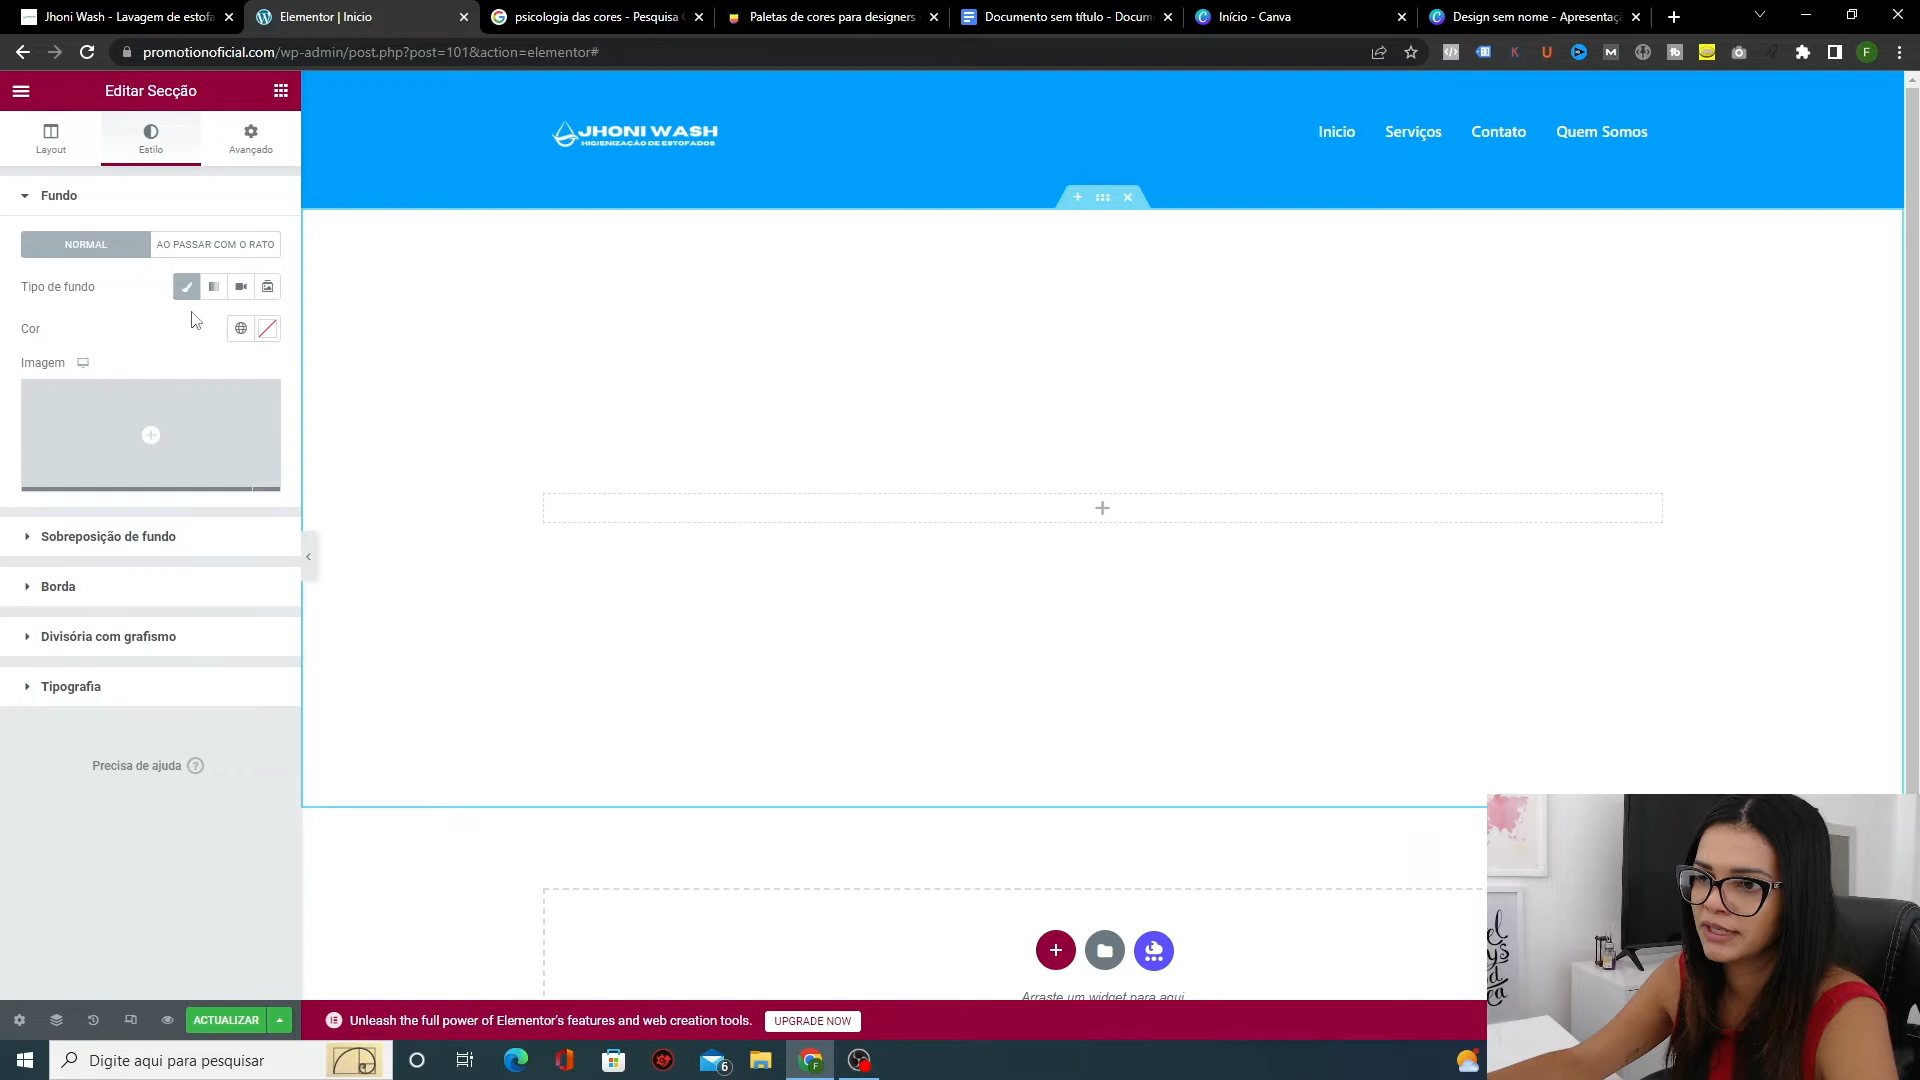 Jhoni Wash - Lavagem de estofa
Elementor | Inicio
psicologia das cores - Pesquisa
Paletas de cores para designers
Documento sem título - Docum
Início - Canva
Design sem nome - Apresentaç
promotionoficial.com/wp-admin/post.php?post=101&action=elementor#
Editar Secção
Layout
Estilo
Avançado
JHONI WASH
HIGIENIZAÇÃO DE ESTOFADOS
Inicio
Serviços
Contato
Quem Somos
Fundo
NORMAL
AO PASSAR COM O RATO
Tipo de fundo
Cor
Imagem
Sobreposição de fundo
Borda
Divisória com grafismo
Tipografia
Precisa de ajuda
Arraste um widget para aqui
ACTUALIZAR
Unleash the full power of Elementor's features and web creation tools.
UPGRADE NOW
Digite aqui para pesquisar
6